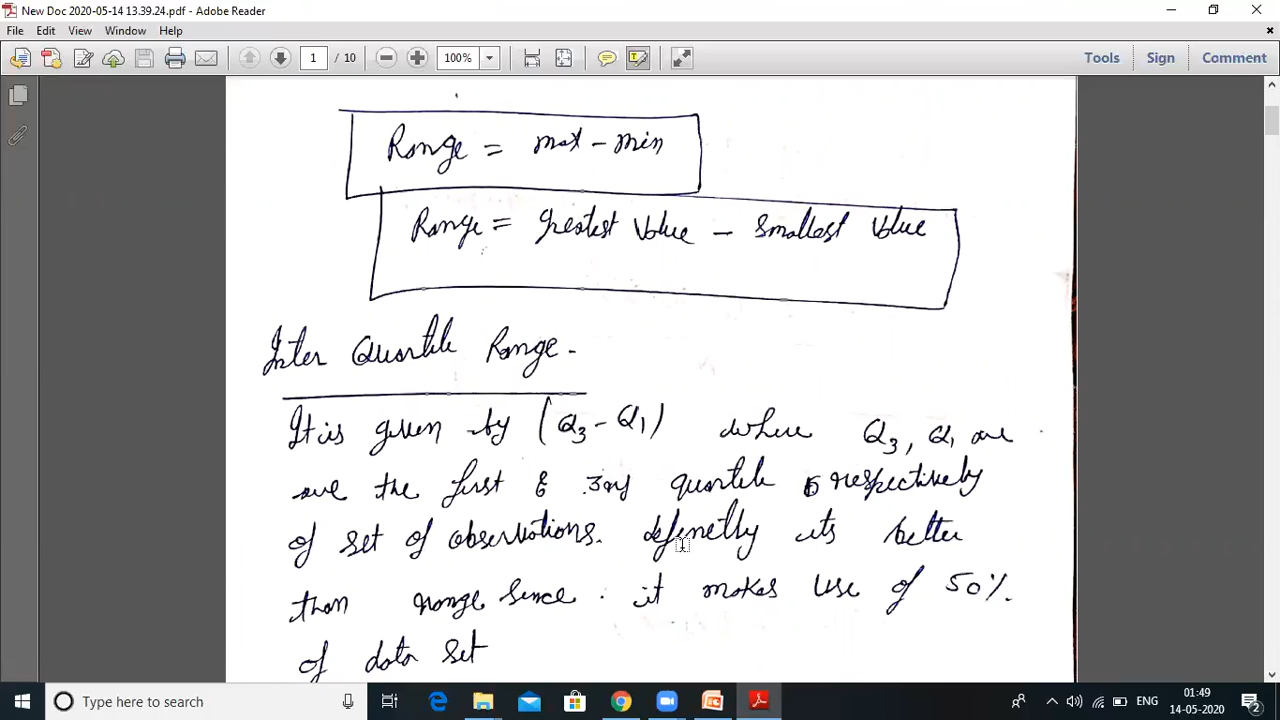 New Doc 2020-05-14 13.39.24.pdf - Adobe Reader
File Edit View Window Help
1 / 10 100% Tools Sign Comment
Range = max - min
Range = greatest Value - Smallest Value
Inter Quartile Range -
It is given by (Q3 - Q1) where Q3, Q1 are
are the first & 3rd quartile respectively
of set of observations. defenetly its better
than range Sence it makes use of 50%
of data set
Type here to search
ENG
01:49
14-05-2020
2